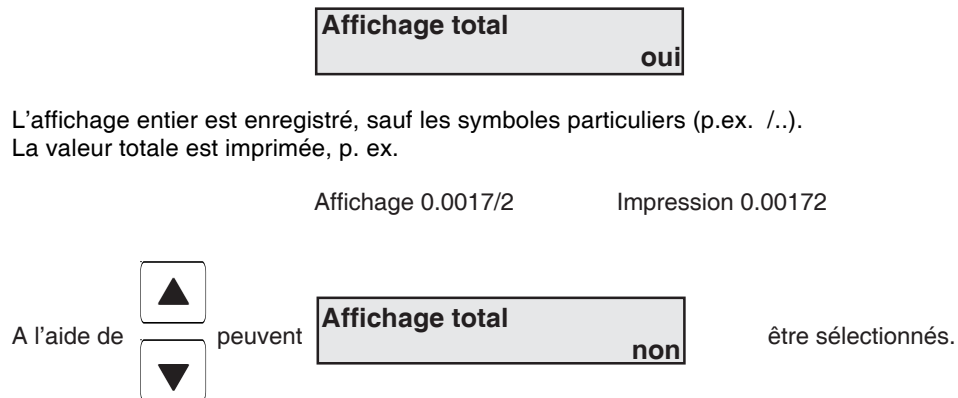 Affichage total
oui
L'affichage entier est enregistré, sauf les symboles particuliers (p.ex. /..).
La valeur totale est imprimée, p. ex.
Affichage 0.0017/2 Impression 0.00172
A l'aide de peuvent Affichage total être sélectionnés.
non